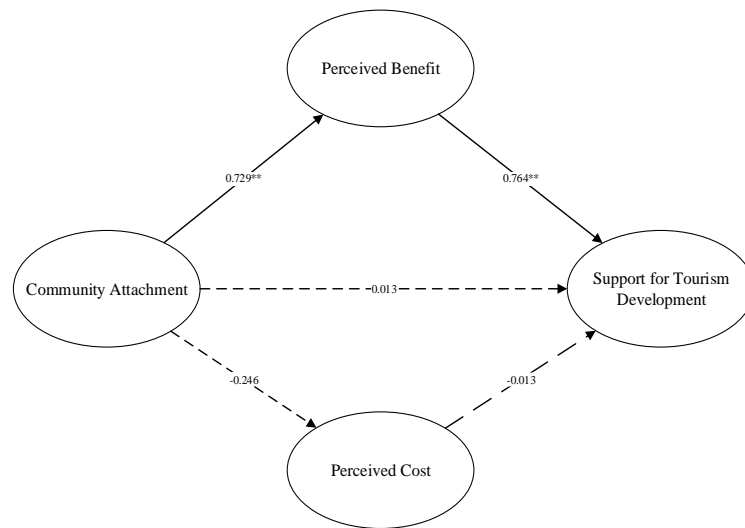 Perceived Benefit
0.729**
0.764**
Community Attachment
0.013
Support for Tourism
Development
-0.246
-0.013
Perceived Cost